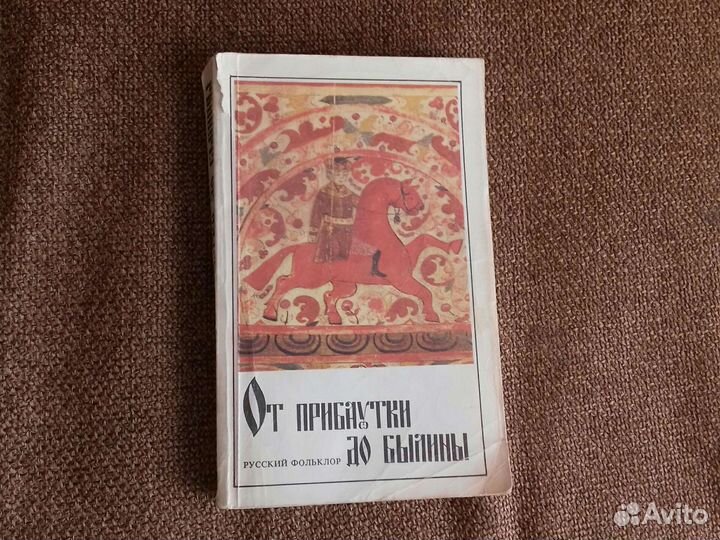 От прибаутки
до былины
русский фольклор
Avito